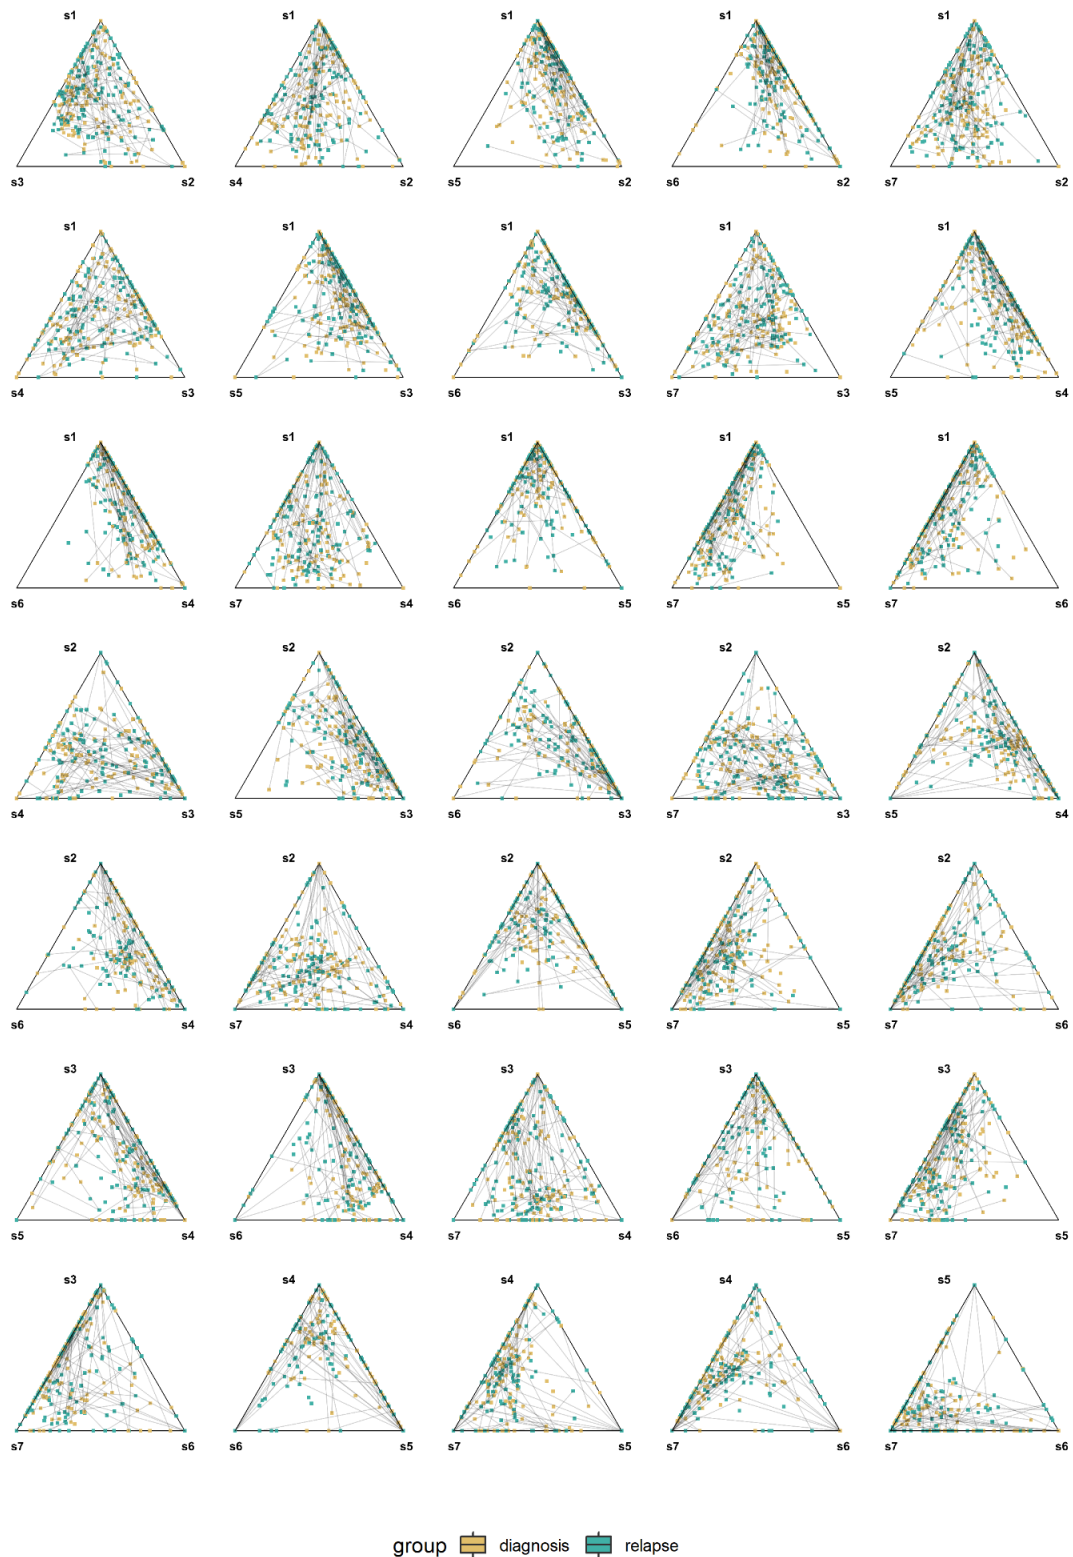 s1 s1 s1 s1 s1
s3 s2 s4 s2 s5 s2 s6 s2 s7 s2
s1 s1 s1 s1 s1
s4 s3 s5 s3 s6 s3 s7 s3 s5 s4
s1 s1 s1 s1 s1
s6 s4 s7 s4 s6 s5 s7 s5 s7 s6
s2 s2 s2 s2 s2
s4 s3 s5 s3 s6 s3 s7 s3 s5 s4
s2 s2 s2 s2 s2
s6 s4 s7 s4 s6 s5 s7 s5 s7 s6
s3 s3 s3 s3 s3
s5 s4 s6 s4 s7 s4 s6 s5 s7 s5
s3 s4 s4 s4 s5
s7 s6 s6 s5 s7 s5 s7 s6 s7 s6
group diagnosis relapse